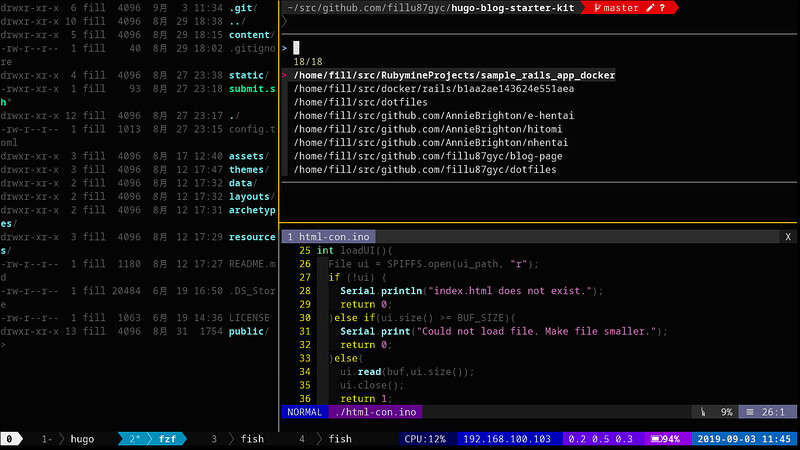 drwxr-xr-x  6 fill  4096  9月  3 11:34 .git/
drwxr-xr-x 10 fill  4096  8月 29 18:38 ../
drwxr-xr-x  5 fill  4096  8月 29 18:15 content/
-rw-r--r--  1 fill    40  8月 29 18:02 .gitigno
re
drwxr-xr-x  4 fill  4096  8月 27 23:38 static/
-rwxr-xr-x  1 fill    93  8月 27 23:18 submit.s
h*
drwxr-xr-x 12 fill  4096  8月 27 23:17 ./
-rw-r--r--  1 fill  1013  8月 27 23:15 config.t
oml
drwxr-xr-x  3 fill  4096  8月 17 12:40 assets/
drwxr-xr-x  3 fill  4096  8月 12 17:47 themes/
drwxr-xr-x  2 fill  4096  8月 12 17:32 data/
drwxr-xr-x  2 fill  4096  8月 12 17:32 layouts/
drwxr-xr-x  2 fill  4096  8月 12 17:31 archetyp
es/
drwxr-xr-x  3 fill  4096  8月 12 17:29 resource
s/
-rw-r--r--  1 fill  1180  8月 12 17:27 README.m
d
-rw-r--r--  1 fill 20484  6月 19 16:50 .DS_Stor
e
-rw-r--r--  1 fill  1063  6月 19 14:36 LICENSE
drwxr-xr-x 13 fill  4096  8月 31  1754 public/
>
~/src/github.com/fillu87gyc/hugo-blog-starter-kit master ?
>
18/18
> /home/fill/src/RubymineProjects/sample_rails_app_docker
/home/fill/src/docker/rails/b1aa2ae143624e551aea
/home/fill/src/dotfiles
/home/fill/src/github.com/AnnieBrighton/e-hentai
/home/fill/src/github.com/AnnieBrighton/hitomi
/home/fill/src/github.com/AnnieBrighton/nhentai
/home/fill/src/github.com/fillu87gyc/blog-page
/home/fill/src/github.com/fillu87gyc/dotfiles
1 html-con.ino X
25 int loadUI(){
26   File ui = SPIFFS.open(ui_path, "r");
27   if (!ui) {
28     Serial.println("index.html does not exist.");
29     return 0;
30   }else if(ui.size() >= BUF_SIZE){
31     Serial.print("Could not load file. Make file smaller.");
32     return 0;
33   }else{
34     ui.read(buf,ui.size());
35     ui.close();
36     return 1;
NORMAL ./html-con.ino 9% ≡ 26:1
0 1- hugo 2* fzf 3 fish 4 fish CPU:12% 192.168.100.103 0.2 0.5 0.3 94% 2019-09-03 11:45